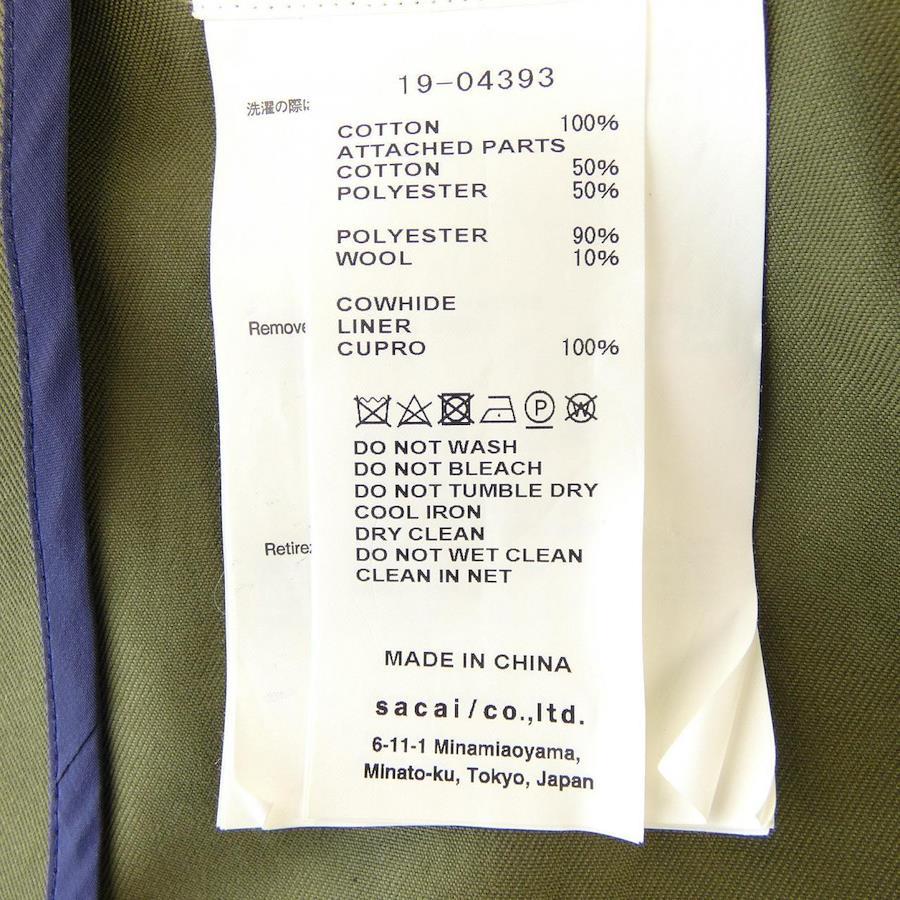 19-04393
洗濯の際に
COTTON 100%
ATTACHED PARTS
COTTON 50%
POLYESTER 50%
POLYESTER 90%
WOOL 10%
COWHIDE
Remove
LINER
CUPRO 100%
P
W
DO NOT WASH
DO NOT BLEACH
DO NOT TUMBLE DRY
COOL IRON
DRY CLEAN
Retirez
DO NOT WET CLEAN
CLEAN IN NET
MADE IN CHINA
sacai/co.,ltd.
6-11-1 Minamiaoyama,
Minato-ku, Tokyo, Japan